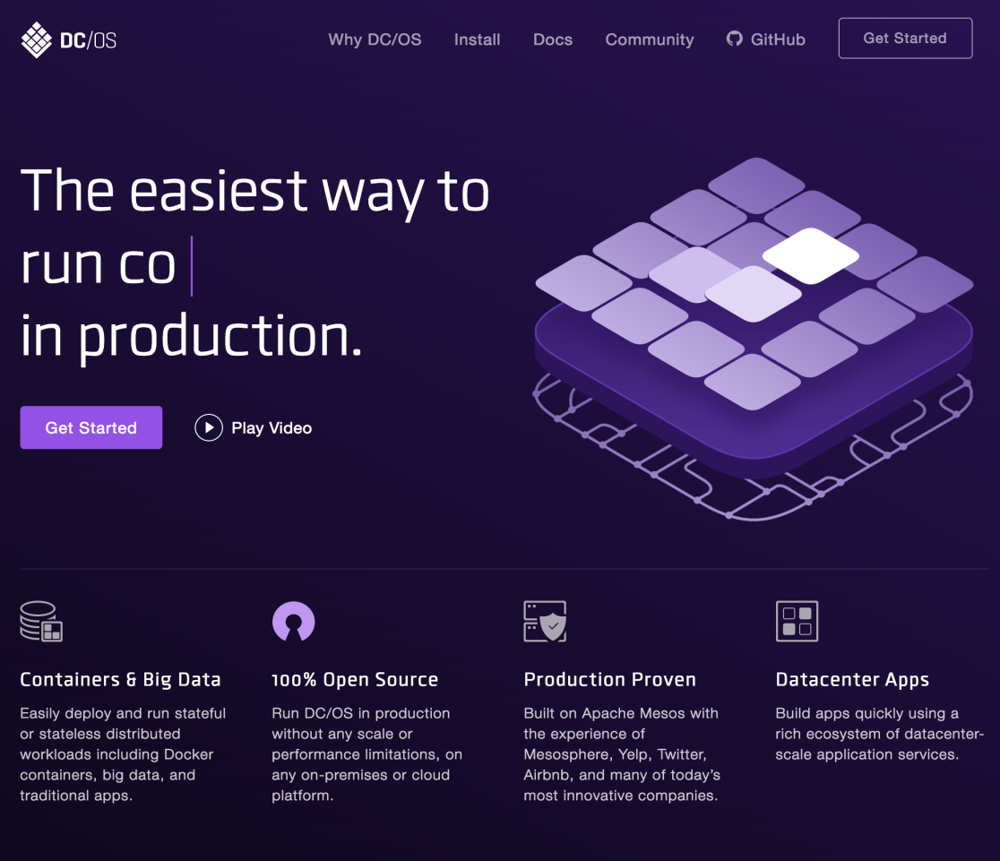 DC/OS
Why DC/OS Install Docs Community GitHub Get Started
The easiest way to
run co
in production.
Get Started Play Video
Containers & Big Data
Easily deploy and run stateful
or stateless distributed
workloads including Docker
containers, big data, and
traditional apps.
100% Open Source
Run DC/OS in production
without any scale or
performance limitations, on
any on-premises or cloud
platform.
Production Proven
Built on Apache Mesos with
the experience of
Mesosphere, Yelp, Twitter,
Airbnb, and many of today’s
most innovative companies.
Datacenter Apps
Build apps quickly using a
rich ecosystem of datacenter-
scale application services.